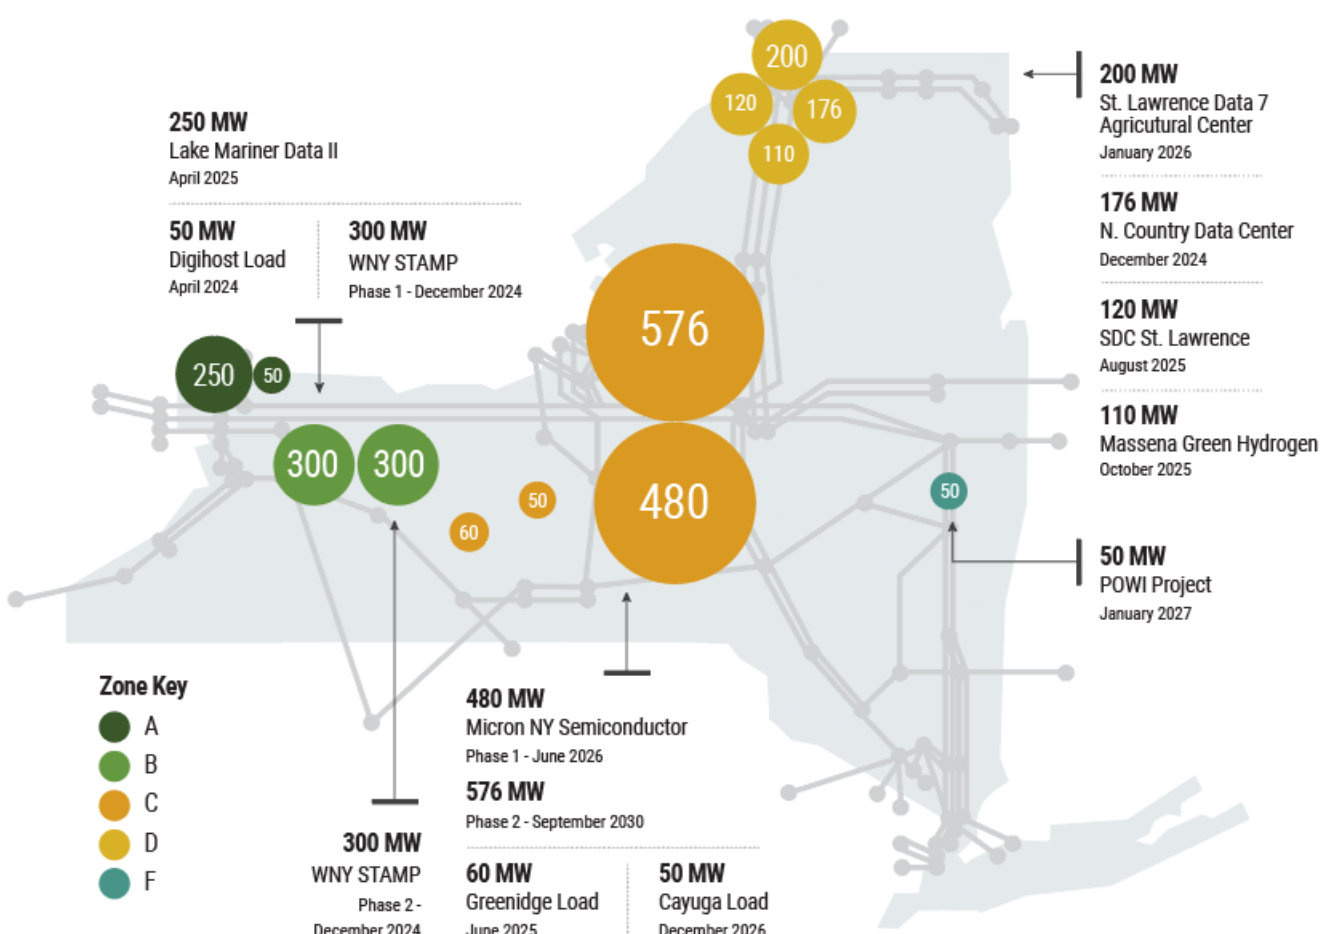 200
120
176
110
200 MW
St. Lawrence Data 7
Agricutural Center
January 2026
176 MW
N. Country Data Center
December 2024
120 MW
SDC St. Lawrence
August 2025
110 MW
Massena Green Hydrogen
October 2025
250 MW
Lake Mariner Data II
April 2025
50 MW
Digihost Load
April 2024
300 MW
WNY STAMP
Phase 1 - December 2024
576
480
250
50
300
300
50
60
50
50 MW
POWI Project
January 2027
Zone Key
A
B
C
D
F
480 MW
Micron NY Semiconductor
Phase 1 - June 2026
576 MW
Phase 2 - September 2030
300 MW
WNY STAMP
Phase 2 -
December 2024
60 MW
Greenidge Load
June 2025
50 MW
Cayuga Load
December 2026